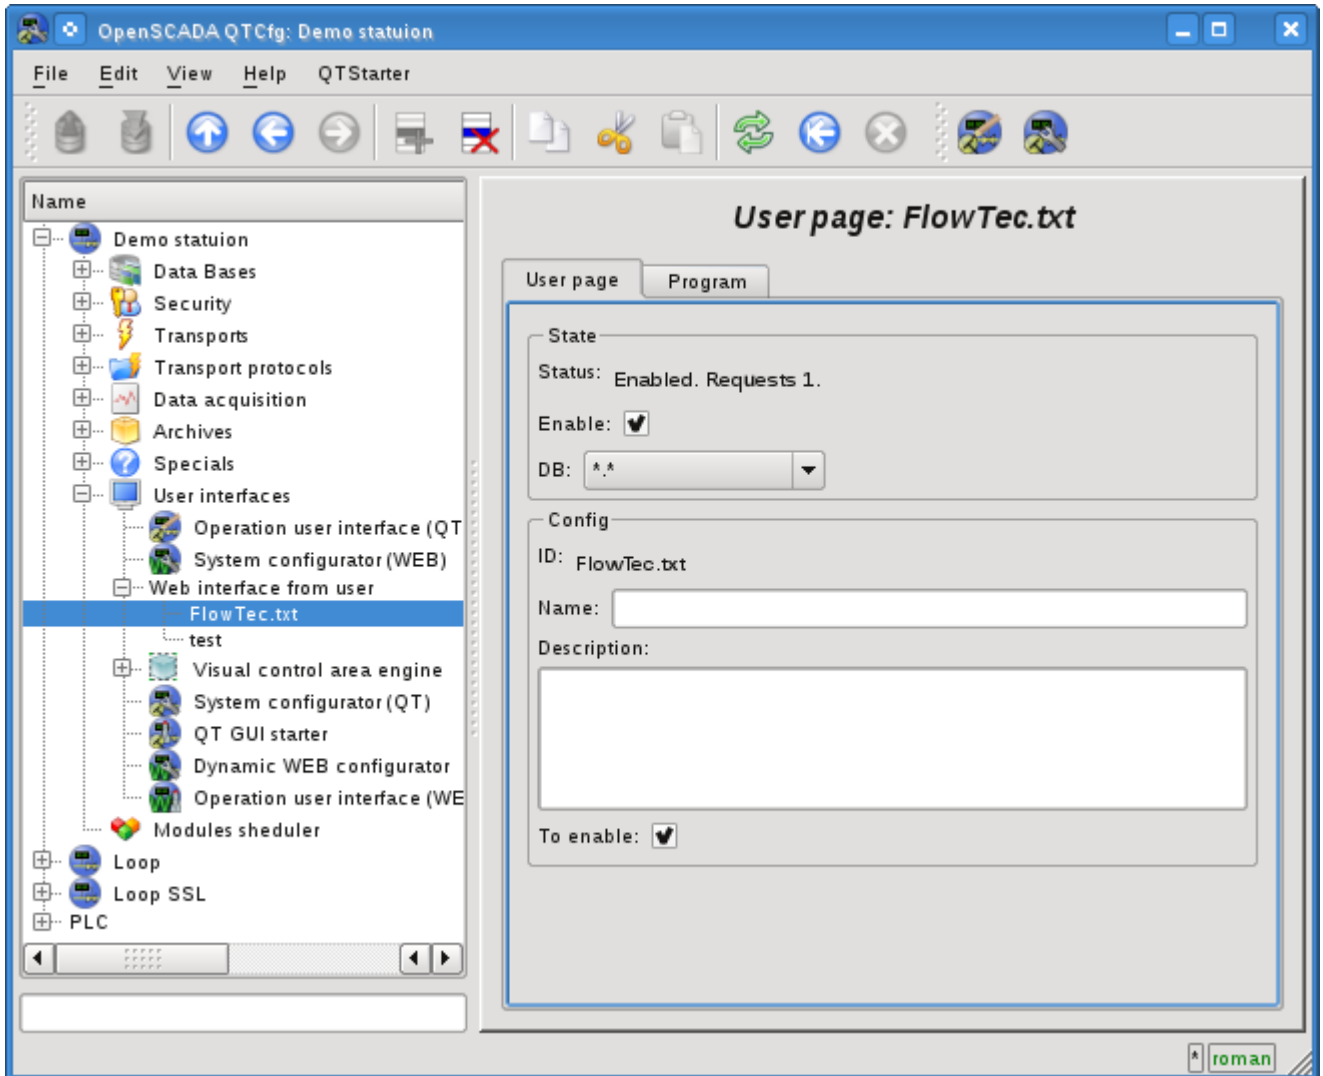 OpenSCADA QTCfg: Demo statuion
File Edit View Help QTStarter
Name
Demo statuion
Data Bases
Security
Transports
Transport protocols
Data acquisition
Archives
Specials
User interfaces
Operation user interface (QT
System configurator (WEB)
Web interface from user
FlowTec.txt
test
Visual control area engine
System configurator (QT)
QT GUI starter
Dynamic WEB configurator
Operation user interface (WE
Modules sheduler
Loop
Loop SSL
PLC
User page: FlowTec.txt
User page Program
State
Status: Enabled. Requests 1.
Enable:
DB: *.*
Config
ID: FlowTec.txt
Name:
Description:
To enable:
* roman